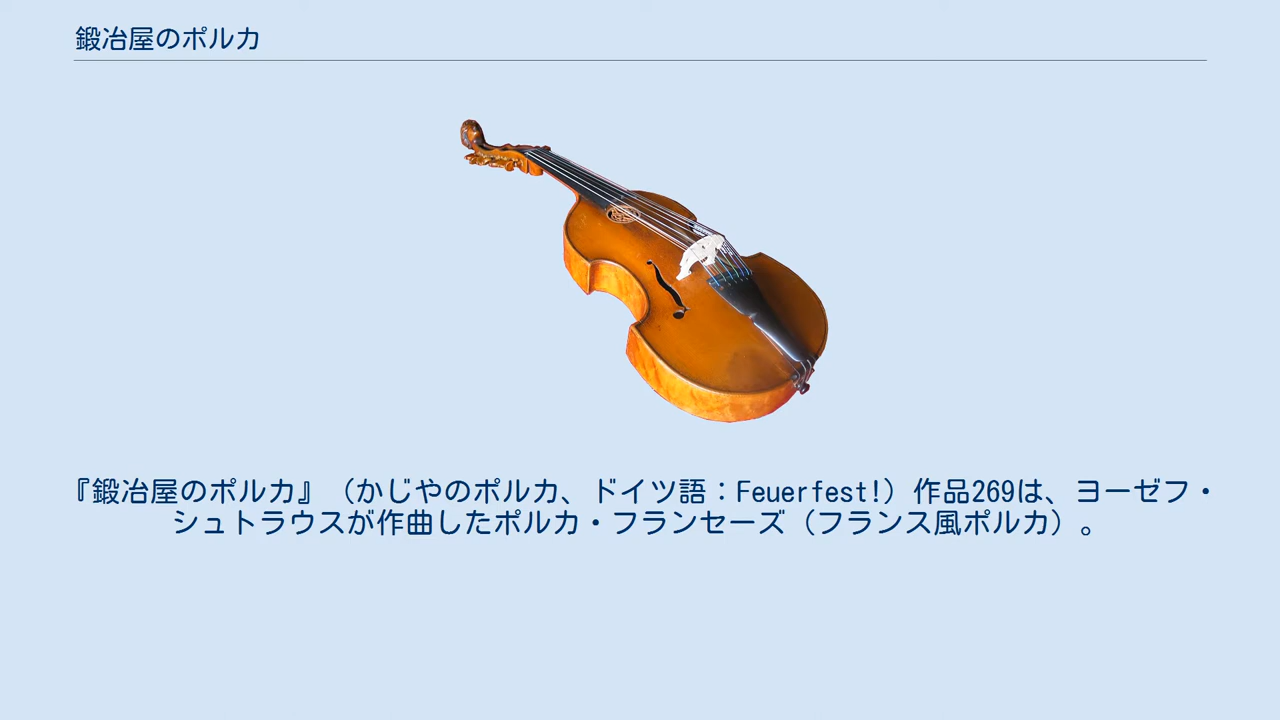 鍛冶屋のポルカ
『鍛冶屋のポルカ』（かじやのポルカ、ドイツ語：Feuerfest!）作品269は、ヨーゼフ・
シュトラウスが作曲したポルカ・フランセーズ（フランス風ポルカ）。